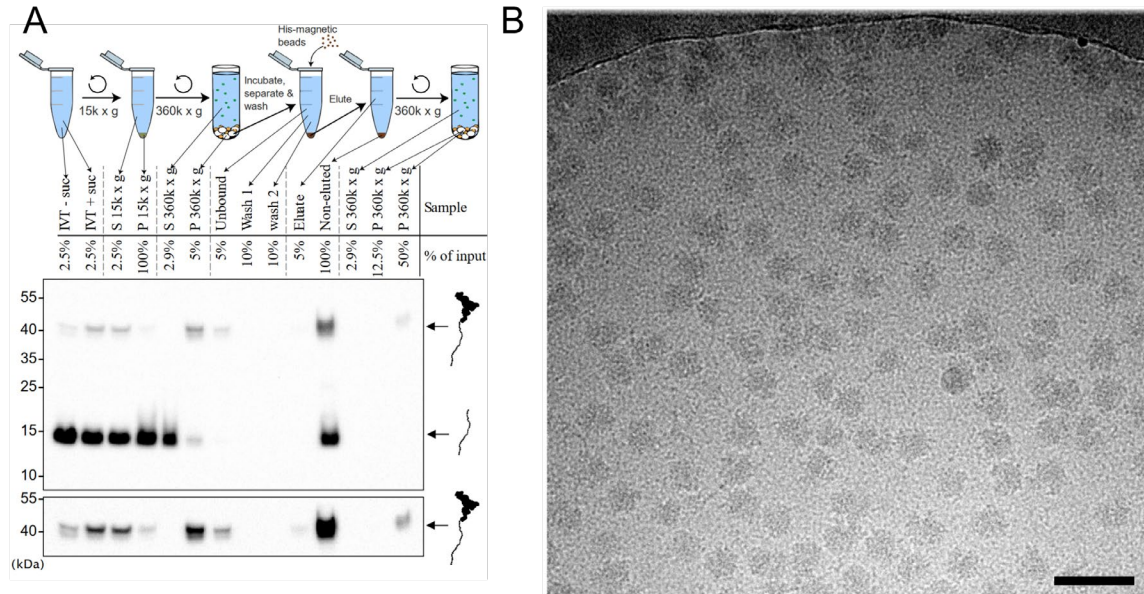 A
B
His-magnetic
beads
15k x g
360k x g
Incubate,
separate &
wash
Elute
360k x g
IVT - suc
IVT + suc
S 15k x g
P 15k x g
S 360k x g
P 360k x g
Unbound
Wash 1
wash 2
Eluate
Non-eluted
S 360k x g
P 360k x g
P 360k x g
Sample
2.5%
2.5%
2.5%
100%
2.9%
5%
5%
10%
10%
5%
100%
2.9%
12.5%
50%
% of input
55
40
35
25
15
10
55
40
(kDa)